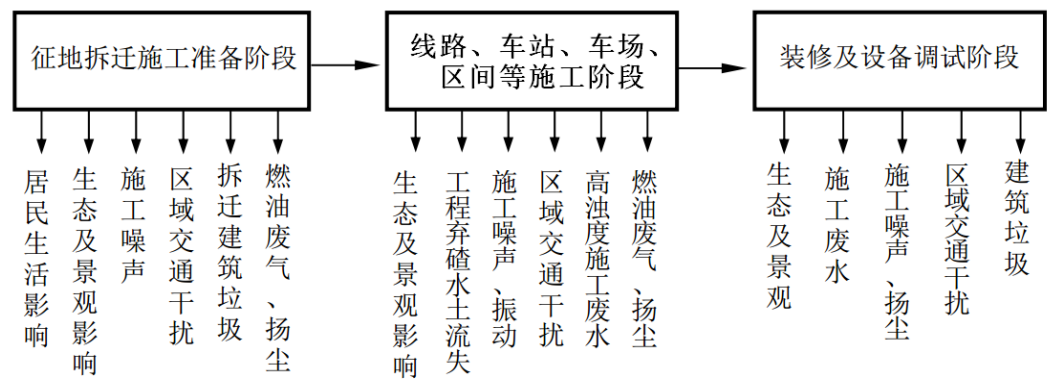 征地拆迁施工准备阶段
线路、车站、车场、
区间等施工阶段
装修及设备调试阶段
居民生活影响
生态及景观影响
施工噪声
区域交通干扰
拆迁建筑垃圾
燃油废气、扬尘
生态及景观影响
工程弃碴水土流失
施工噪声、振动
区域交通干扰
高浊度施工废水
燃油废气、扬尘
生态及景观
施工废水
施工噪声、扬尘
区域交通干扰
建筑垃圾